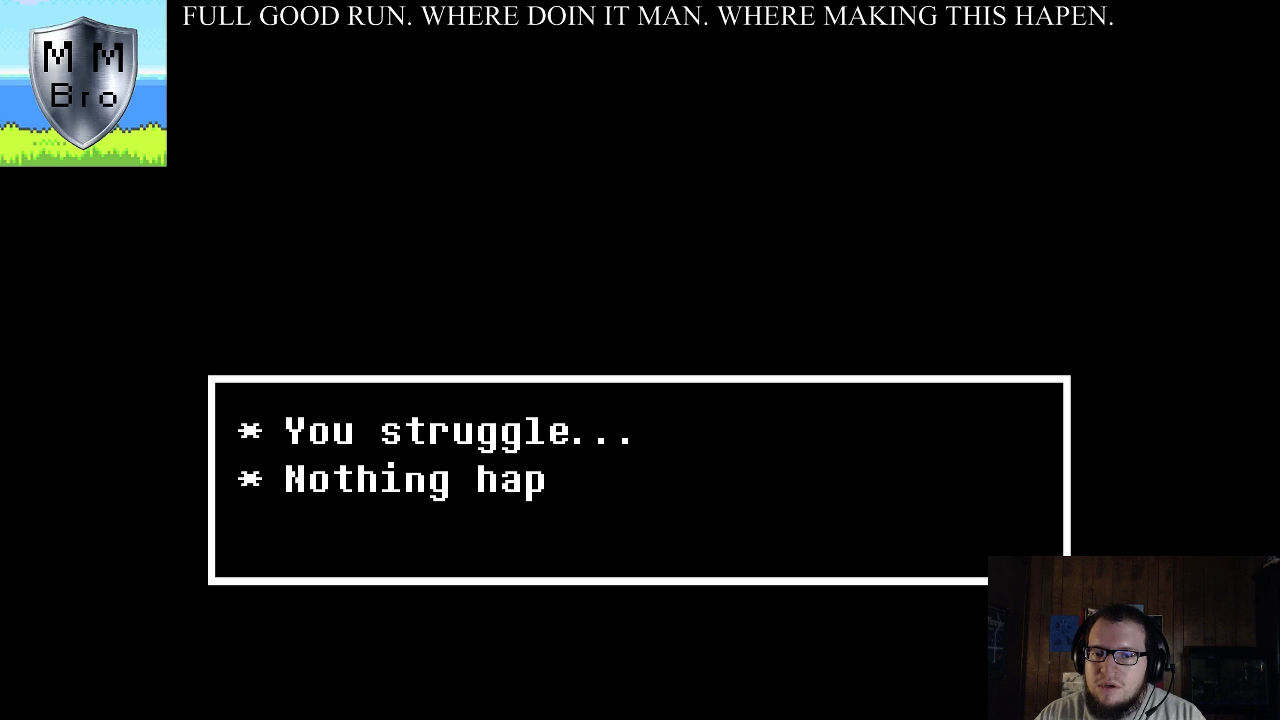 FULL GOOD RUN. WHERE DOIN IT MAN. WHERE MAKING THIS HAPEN.
M M
Bro
* You struggle...
* Nothing hap